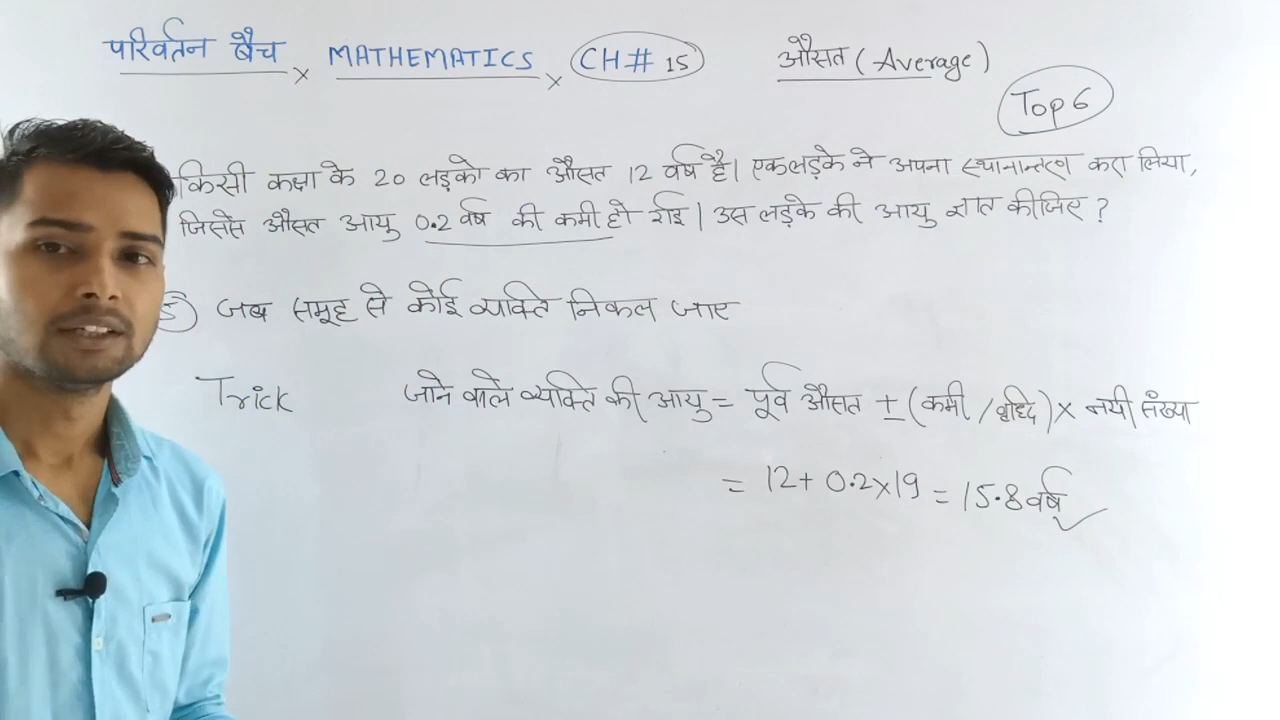 परिवर्तन बैच × MATHEMATICS × CH# 15 औसत (Average)
Top 6
किसी कक्षा के 20 लड़को का औसत 12 वर्ष है। एक लड़के ने अपना स्थानान्तरण करा लिया,
जिससे औसत आयु 0.2 वर्ष की कमी हो गई। उस लड़के की आयु ज्ञात कीजिए ?
5) जब समूह से कोई व्यक्ति निकल जाए
Trick जाने वाले व्यक्ति की आयु = पूर्व औसत ± (कमी / वृद्धि) × नयी संख्या
= 12 + 0.2×19 = 15.8 वर्ष